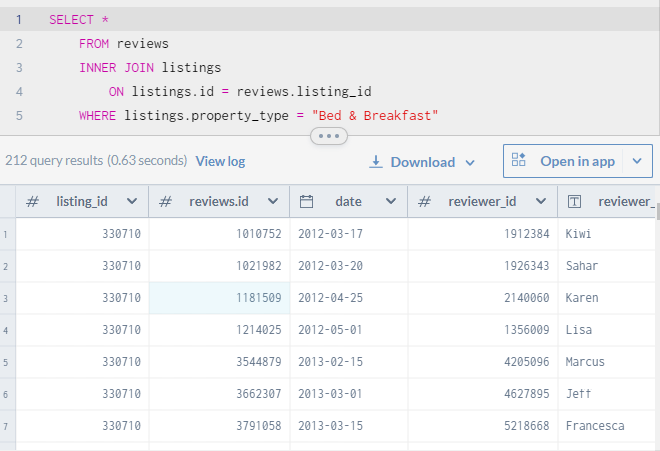 1 SELECT *
2 FROM reviews
3 INNER JOIN listings
4 ON listings.id = reviews.listing_id
5 WHERE listings.property_type = "Bed & Breakfast"
212 query results (0.63 seconds) View log Download Open in app
# listing_id # reviews.id date # reviewer_id T reviewer_
1 330710 1010752 2012-03-17 1912384 Kiwi
2 330710 1021982 2012-03-20 1926343 Sahar
3 330710 1181509 2012-04-25 2140060 Karen
4 330710 1214025 2012-05-01 1356009 Lisa
5 330710 3544879 2013-02-15 4205096 Marcus
6 330710 3662307 2013-03-01 4627895 Jeff
7 330710 3791058 2013-03-15 5218668 Francesca